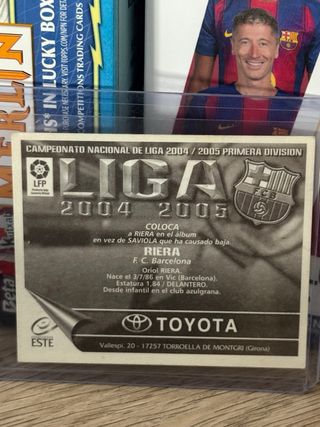 IN LUCKY BOX
TRADING CARDS
MERLIN
CAMPEONATO NACIONAL DE LIGA 2004 / 2005 PRIMERA DIVISION
LFP
LIGA
2004 2005
COLOCA
a RIERA en el álbum
en vez de SAVIOLA que ha causado baja.
RIERA
F. C. Barcelona
Oriol RIERA.
Nace el 3/7/86 en Vic (Barcelona).
Estatura 1,84 / DELANTERO.
Desde infantil en el club azulgrana.
ESTE
TOYOTA
Vallespi, 20 - 17257 TORROELLA DE MONTGRI (Girona)